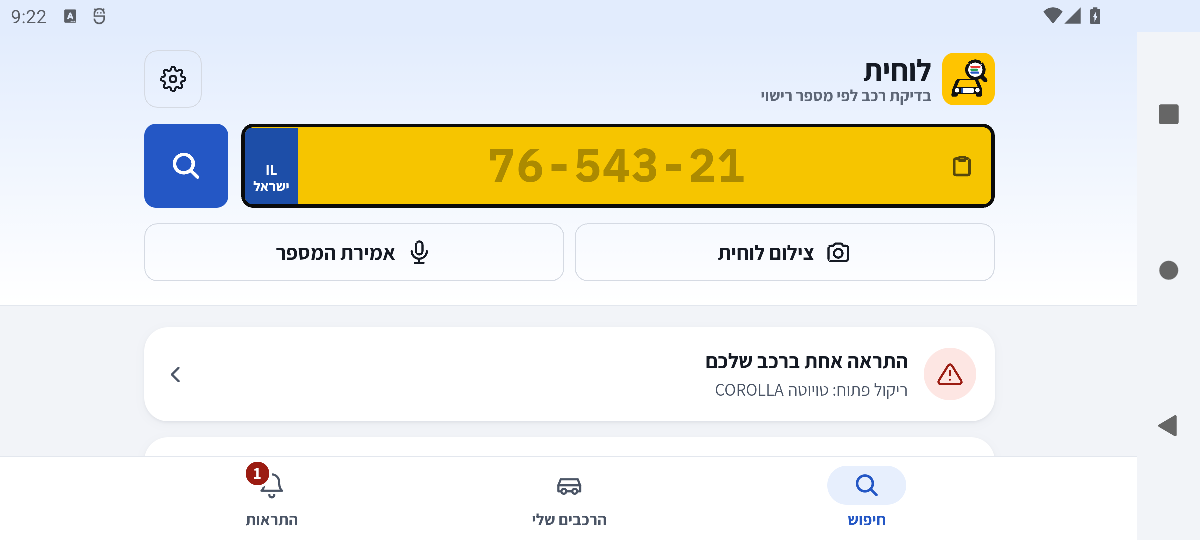 9:22
לוחית
בדיקת רכב לפי מספר רישוי
76-543-21
IL
ישראל
צילום לוחית
אמירת המספר
התראה אחת ברכב שלכם
ריקול פתוח: טויוטה COROLLA
חיפוש
הרכבים שלי
1
התראות